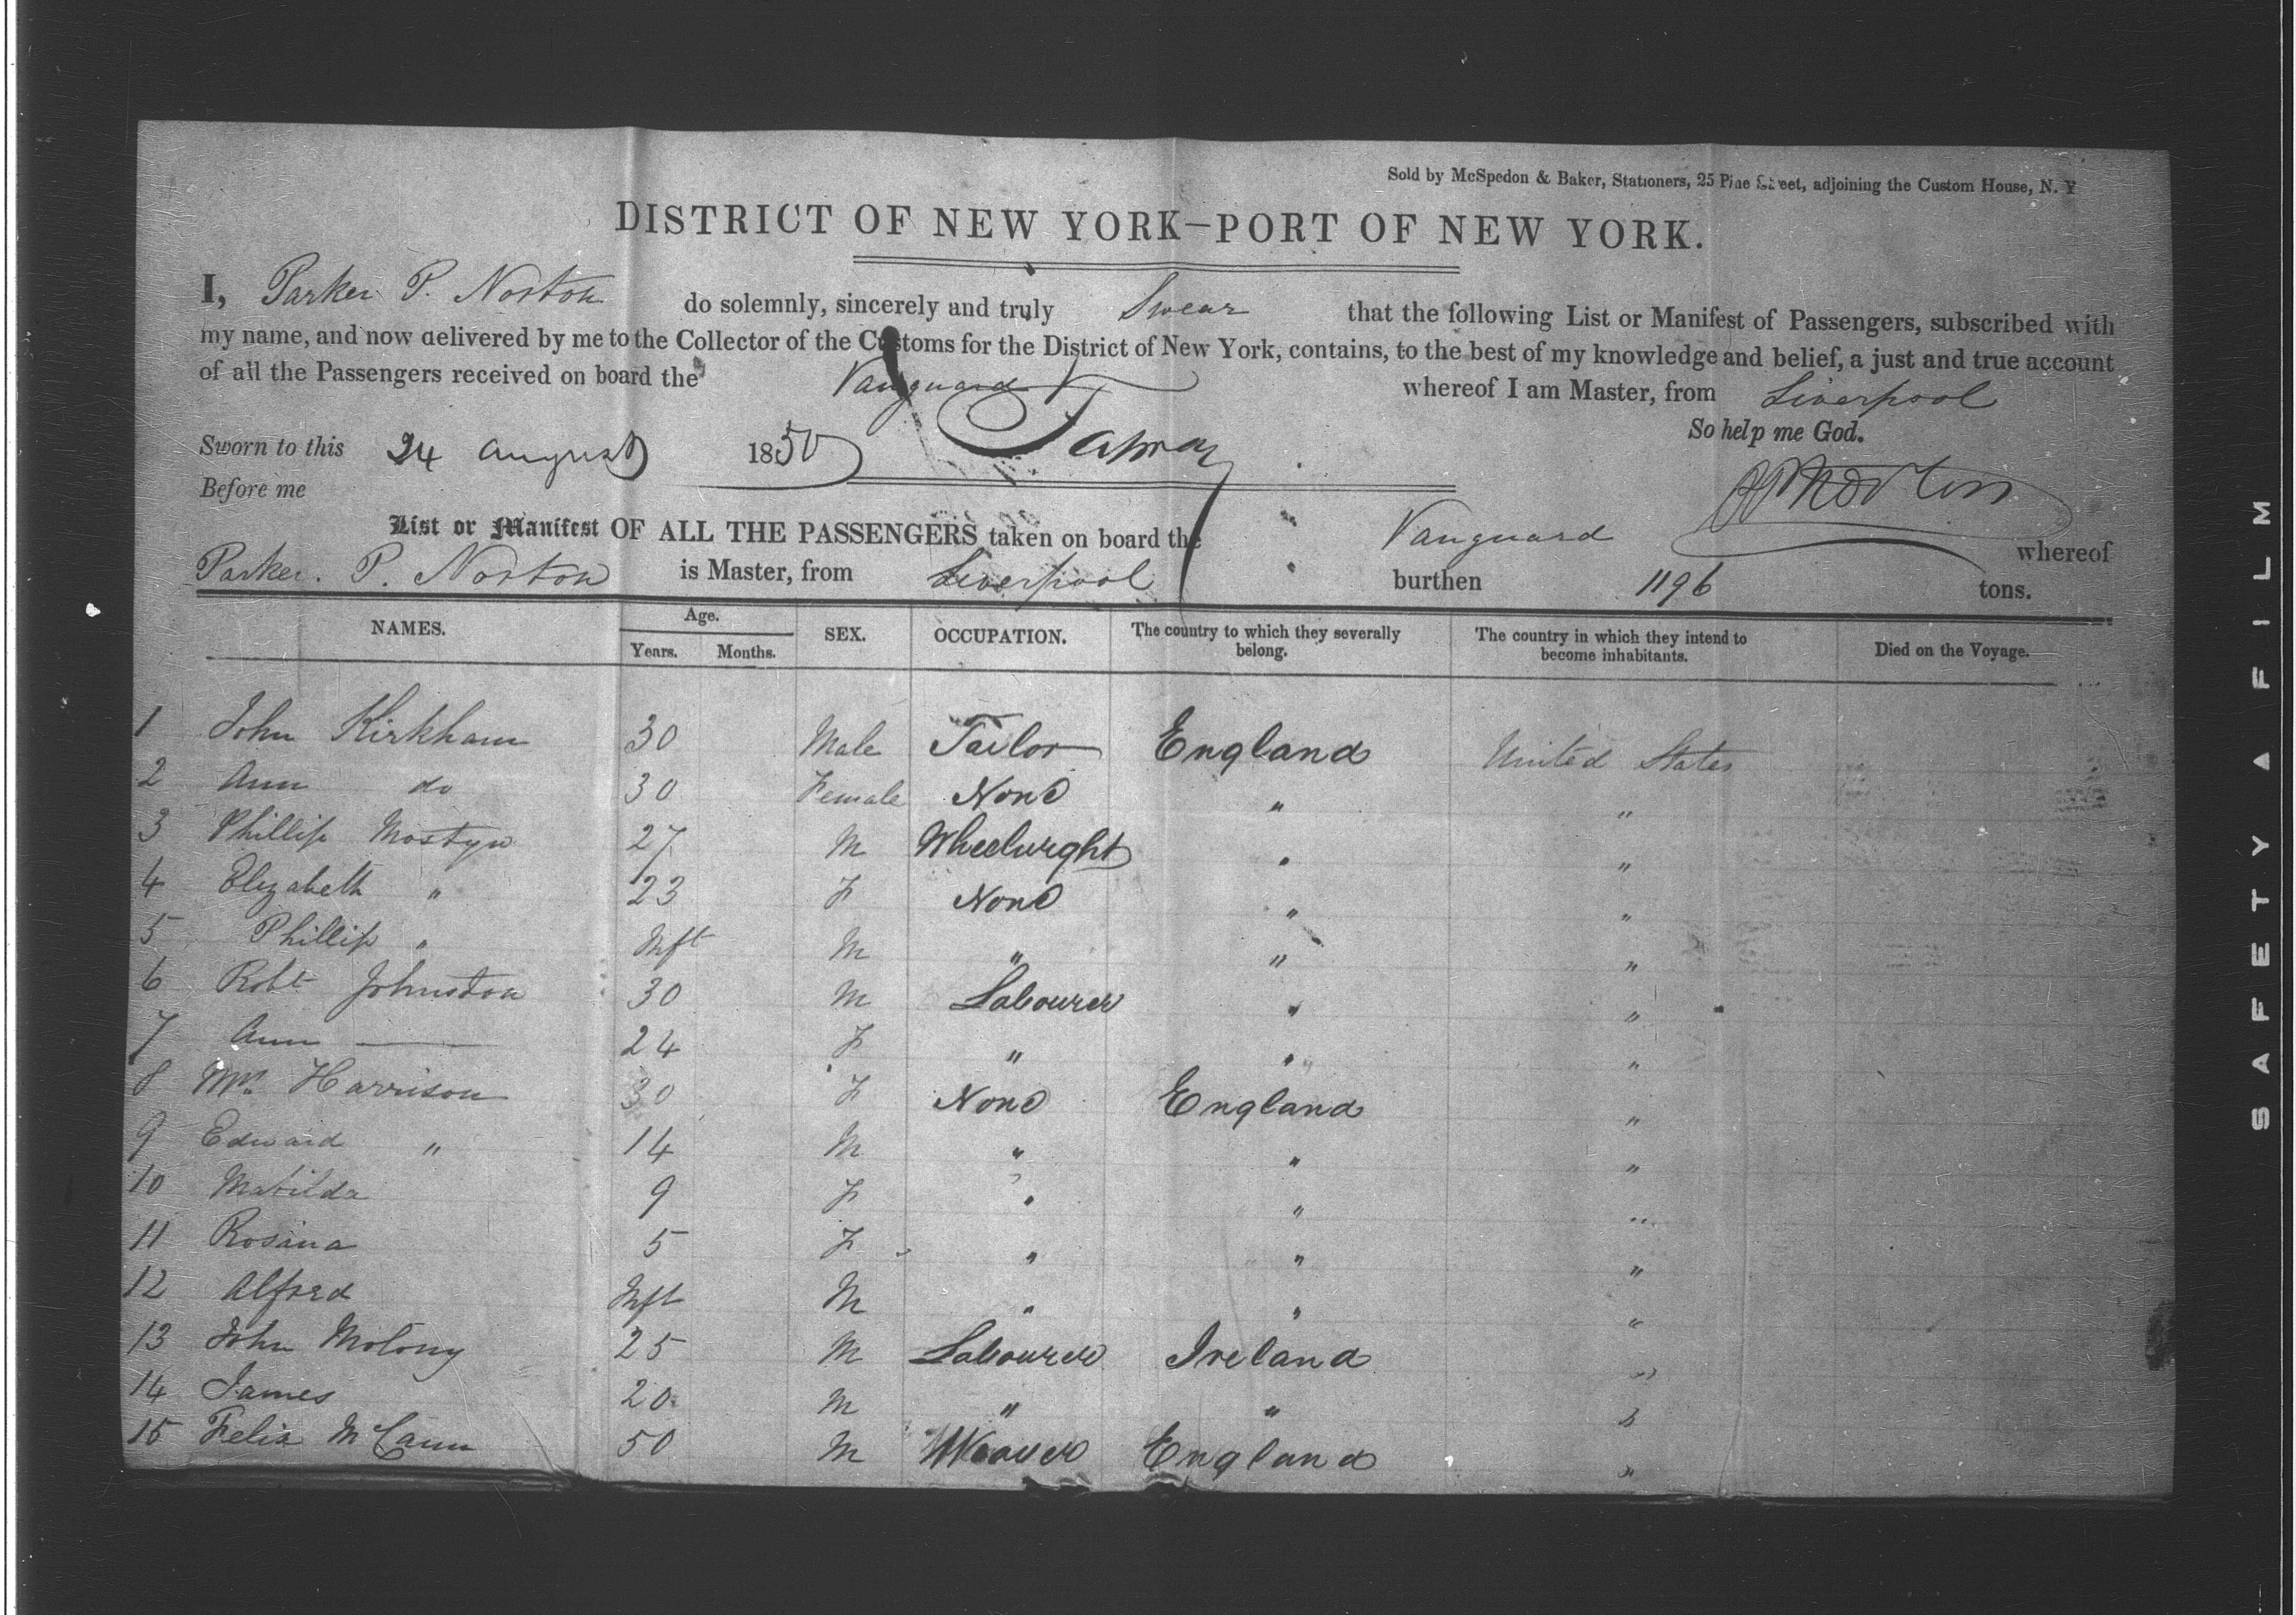 Sold by McSpedon & Baker, Stationers, 25 Pine Street, adjoining the Custom House, N. Y
DISTRICT OF NEW YORK—PORT OF NEW YORK.
I, Parker P. Norton do solemnly, sincerely and truly Swear that the following List or Manifest of Passengers, subscribed with
my name, and now delivered by me to the Collector of the Customs for the District of New York, contains, to the best of my knowledge and belief, a just and true account
of all the Passengers received on board the Vanguard whereof I am Master, from Liverpool
So help me God.
Sworn to this 24 August 1850
Before me PPNorton
List or Manifest OF ALL THE PASSENGERS taken on board the Vanguard whereof
Parker. P. Norton is Master, from Liverpool burthen 1196 tons.
NAMES. Age. Years. Months. SEX. OCCUPATION. The country to which they severally belong. The country in which they intend to become inhabitants. Died on the Voyage.
1 John Kirkham 30 Male Tailor England United States
2 Ann do 30 Female None " "
3 Phillip Mostyn 27 M Wheelwright " "
4 Elizabeth " 23 F None " "
5 Phillip " Inft M " " "
6 Robt Johnston 30 M Labourer " "
7 Ann — 24 F " " "
8 Mrs Harrison 30 F None England "
9 Edward " 14 M " " "
10 Matilda 9 F " " "
11 Rosana 5 F " " "
12 Alfred Inft M " " "
13 John Molony 25 M Labourer Ireland "
14 James 20 M " " "
15 Felix McCann 50 M Weaver England "
SAFETY A FILM